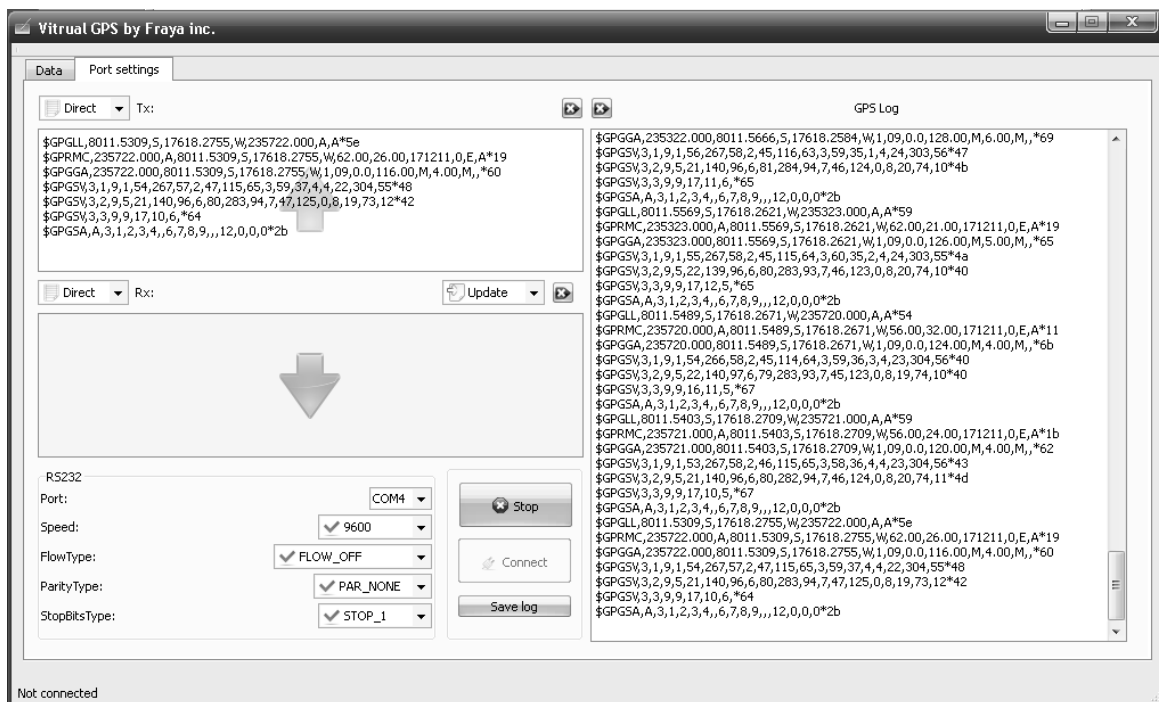 Vitrual GPS by Fraya inc.
Data
Port settings
Direct
Tx:
$GPGLL,8011.5309,S,17618.2755,W,235722.000,A,A*5e
$GPRMC,235722.000,A,8011.5309,S,17618.2755,W,62.00,26.00,171211,0,E,A*19
$GPGGA,235722.000,8011.5309,S,17618.2755,W,1,09,0.0,116.00,M,4.00,M,,*60
$GPGSV,3,1,9,1,54,267,57,2,47,115,65,3,59,37,4,4,22,304,55*48
$GPGSV,3,2,9,5,21,140,96,6,80,283,94,7,47,125,0,8,19,73,12*42
$GPGSV,3,3,9,9,17,10,6,*64
$GPGSA,A,3,1,2,3,4,,6,7,8,9,,,12,0,0,0*2b
Direct
Rx:
Update
RS232
Port:
COM4
Speed:
9600
FlowType:
FLOW_OFF
ParityType:
PAR_NONE
StopBitsType:
STOP_1
Stop
Connect
Save log
GPS Log
$GPGGA,235322.000,8011.5666,S,17618.2584,W,1,09,0.0,128.00,M,6.00,M,,*69
$GPGSV,3,1,9,1,56,267,58,2,45,116,63,3,59,35,1,4,24,303,56*47
$GPGSV,3,2,9,5,21,140,96,6,81,284,94,7,46,124,0,8,20,74,10*4b
$GPGSV,3,3,9,9,17,11,6,*65
$GPGSA,A,3,1,2,3,4,,6,7,8,9,,,12,0,0,0*2b
$GPGLL,8011.5569,S,17618.2621,W,235323.000,A,A*59
$GPRMC,235323.000,A,8011.5569,S,17618.2621,W,62.00,21.00,171211,0,E,A*19
$GPGGA,235323.000,8011.5569,S,17618.2621,W,1,09,0.0,126.00,M,5.00,M,,*65
$GPGSV,3,1,9,1,55,267,58,2,45,115,64,3,60,35,2,4,24,303,55*4a
$GPGSV,3,2,9,5,22,139,96,6,80,283,93,7,46,123,0,8,20,74,10*40
$GPGSV,3,3,9,9,17,12,5,*65
$GPGSA,A,3,1,2,3,4,,6,7,8,9,,,12,0,0,0*2b
$GPGLL,8011.5489,S,17618.2671,W,235720.000,A,A*54
$GPRMC,235720.000,A,8011.5489,S,17618.2671,W,56.00,32.00,171211,0,E,A*11
$GPGGA,235720.000,8011.5489,S,17618.2671,W,1,09,0.0,124.00,M,4.00,M,,*6b
$GPGSV,3,1,9,1,54,266,58,2,45,114,64,3,59,36,3,4,23,304,56*40
$GPGSV,3,2,9,5,22,140,97,6,79,283,93,7,45,123,0,8,19,74,10*40
$GPGSV,3,3,9,9,16,11,5,*67
$GPGSA,A,3,1,2,3,4,,6,7,8,9,,,12,0,0,0*2b
$GPGLL,8011.5403,S,17618.2709,W,235721.000,A,A*59
$GPRMC,235721.000,A,8011.5403,S,17618.2709,W,56.00,24.00,171211,0,E,A*1b
$GPGGA,235721.000,8011.5403,S,17618.2709,W,1,09,0.0,120.00,M,4.00,M,,*62
$GPGSV,3,1,9,1,53,267,58,2,46,115,65,3,58,36,4,4,23,304,56*43
$GPGSV,3,2,9,5,21,140,96,6,80,282,94,7,46,124,0,8,20,74,11*4d
$GPGSV,3,3,9,9,17,10,5,*67
$GPGSA,A,3,1,2,3,4,,6,7,8,9,,,12,0,0,0*2b
$GPGLL,8011.5309,S,17618.2755,W,235722.000,A,A*5e
$GPRMC,235722.000,A,8011.5309,S,17618.2755,W,62.00,26.00,171211,0,E,A*19
$GPGGA,235722.000,8011.5309,S,17618.2755,W,1,09,0.0,116.00,M,4.00,M,,*60
$GPGSV,3,1,9,1,54,267,57,2,47,115,65,3,59,37,4,4,22,304,55*48
$GPGSV,3,2,9,5,21,140,96,6,80,283,94,7,47,125,0,8,19,73,12*42
$GPGSV,3,3,9,9,17,10,6,*64
$GPGSA,A,3,1,2,3,4,,6,7,8,9,,,12,0,0,0*2b
Not connected